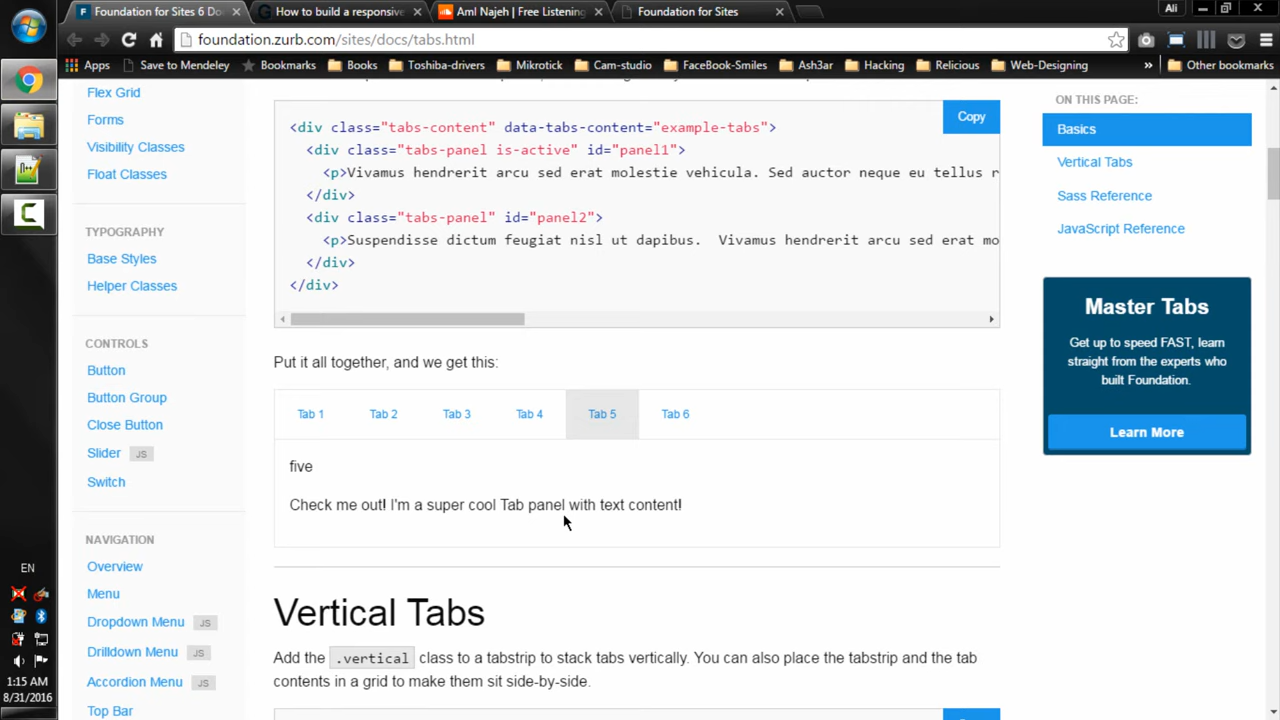 Foundation for Sites 6 Do
How to build a responsive
Aml Najeh | Free Listening
Foundation for Sites
Ali
foundation.zurb.com/sites/docs/tabs.html
Apps
Save to Mendeley
Bookmarks
Books
Toshiba-drivers
Mikrotick
Cam-studio
FaceBook-Smiles
Ash3ar
Hacking
Relicious
Web-Designing
»
Other bookmarks
Flex Grid
Forms
Visibility Classes
Float Classes
TYPOGRAPHY
Base Styles
Helper Classes
CONTROLS
Button
Button Group
Close Button
Slider JS
Switch
NAVIGATION
Overview
Menu
Dropdown Menu JS
Drilldown Menu JS
Accordion Menu JS
Top Bar
Copy
<div class="tabs-content" data-tabs-content="example-tabs">
<div class="tabs-panel is-active" id="panel1">
<p>Vivamus hendrerit arcu sed erat molestie vehicula. Sed auctor neque eu tellus r
</div>
<div class="tabs-panel" id="panel2">
<p>Suspendisse dictum feugiat nisl ut dapibus.  Vivamus hendrerit arcu sed erat mo
</div>
</div>
Put it all together, and we get this:
Tab 1 Tab 2 Tab 3 Tab 4 Tab 5 Tab 6
five
Check me out! I'm a super cool Tab panel with text content!
Vertical Tabs
Add the .vertical class to a tabstrip to stack tabs vertically. You can also place the tabstrip and the tab
contents in a grid to make them sit side-by-side.
ON THIS PAGE:
Basics
Vertical Tabs
Sass Reference
JavaScript Reference
Master Tabs
Get up to speed FAST, learn
straight from the experts who
built Foundation.
Learn More
EN
1:15 AM
8/31/2016